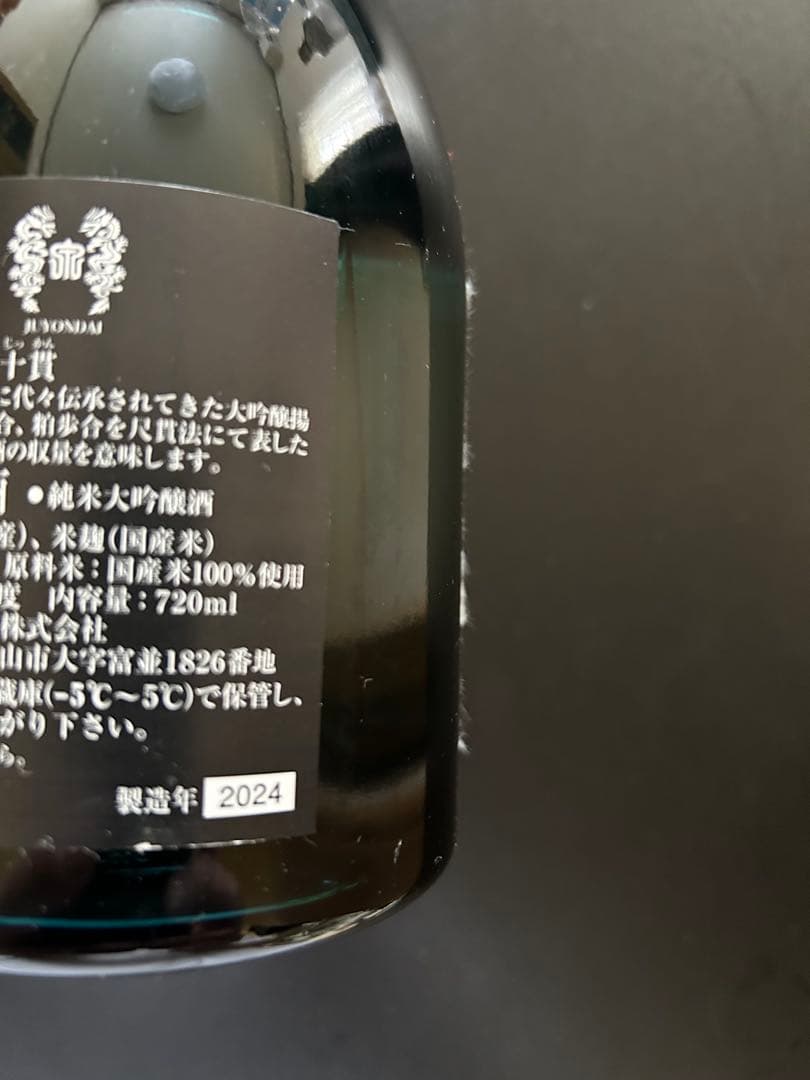 JUYONDAI
じっ かん
十貫
に代々伝承されてきた大吟醸揚
合、粕歩合を尺貫法にて表した
の収量を意味します。
●純米大吟醸酒
産)、米麹(国産米)
原料米:国産米100%使用
度 内容量:720ml
株式会社
山市大字富並1826番地
蔵庫(-5℃〜5℃)で保管し、
がり下さい。
ら。
製造年 2024